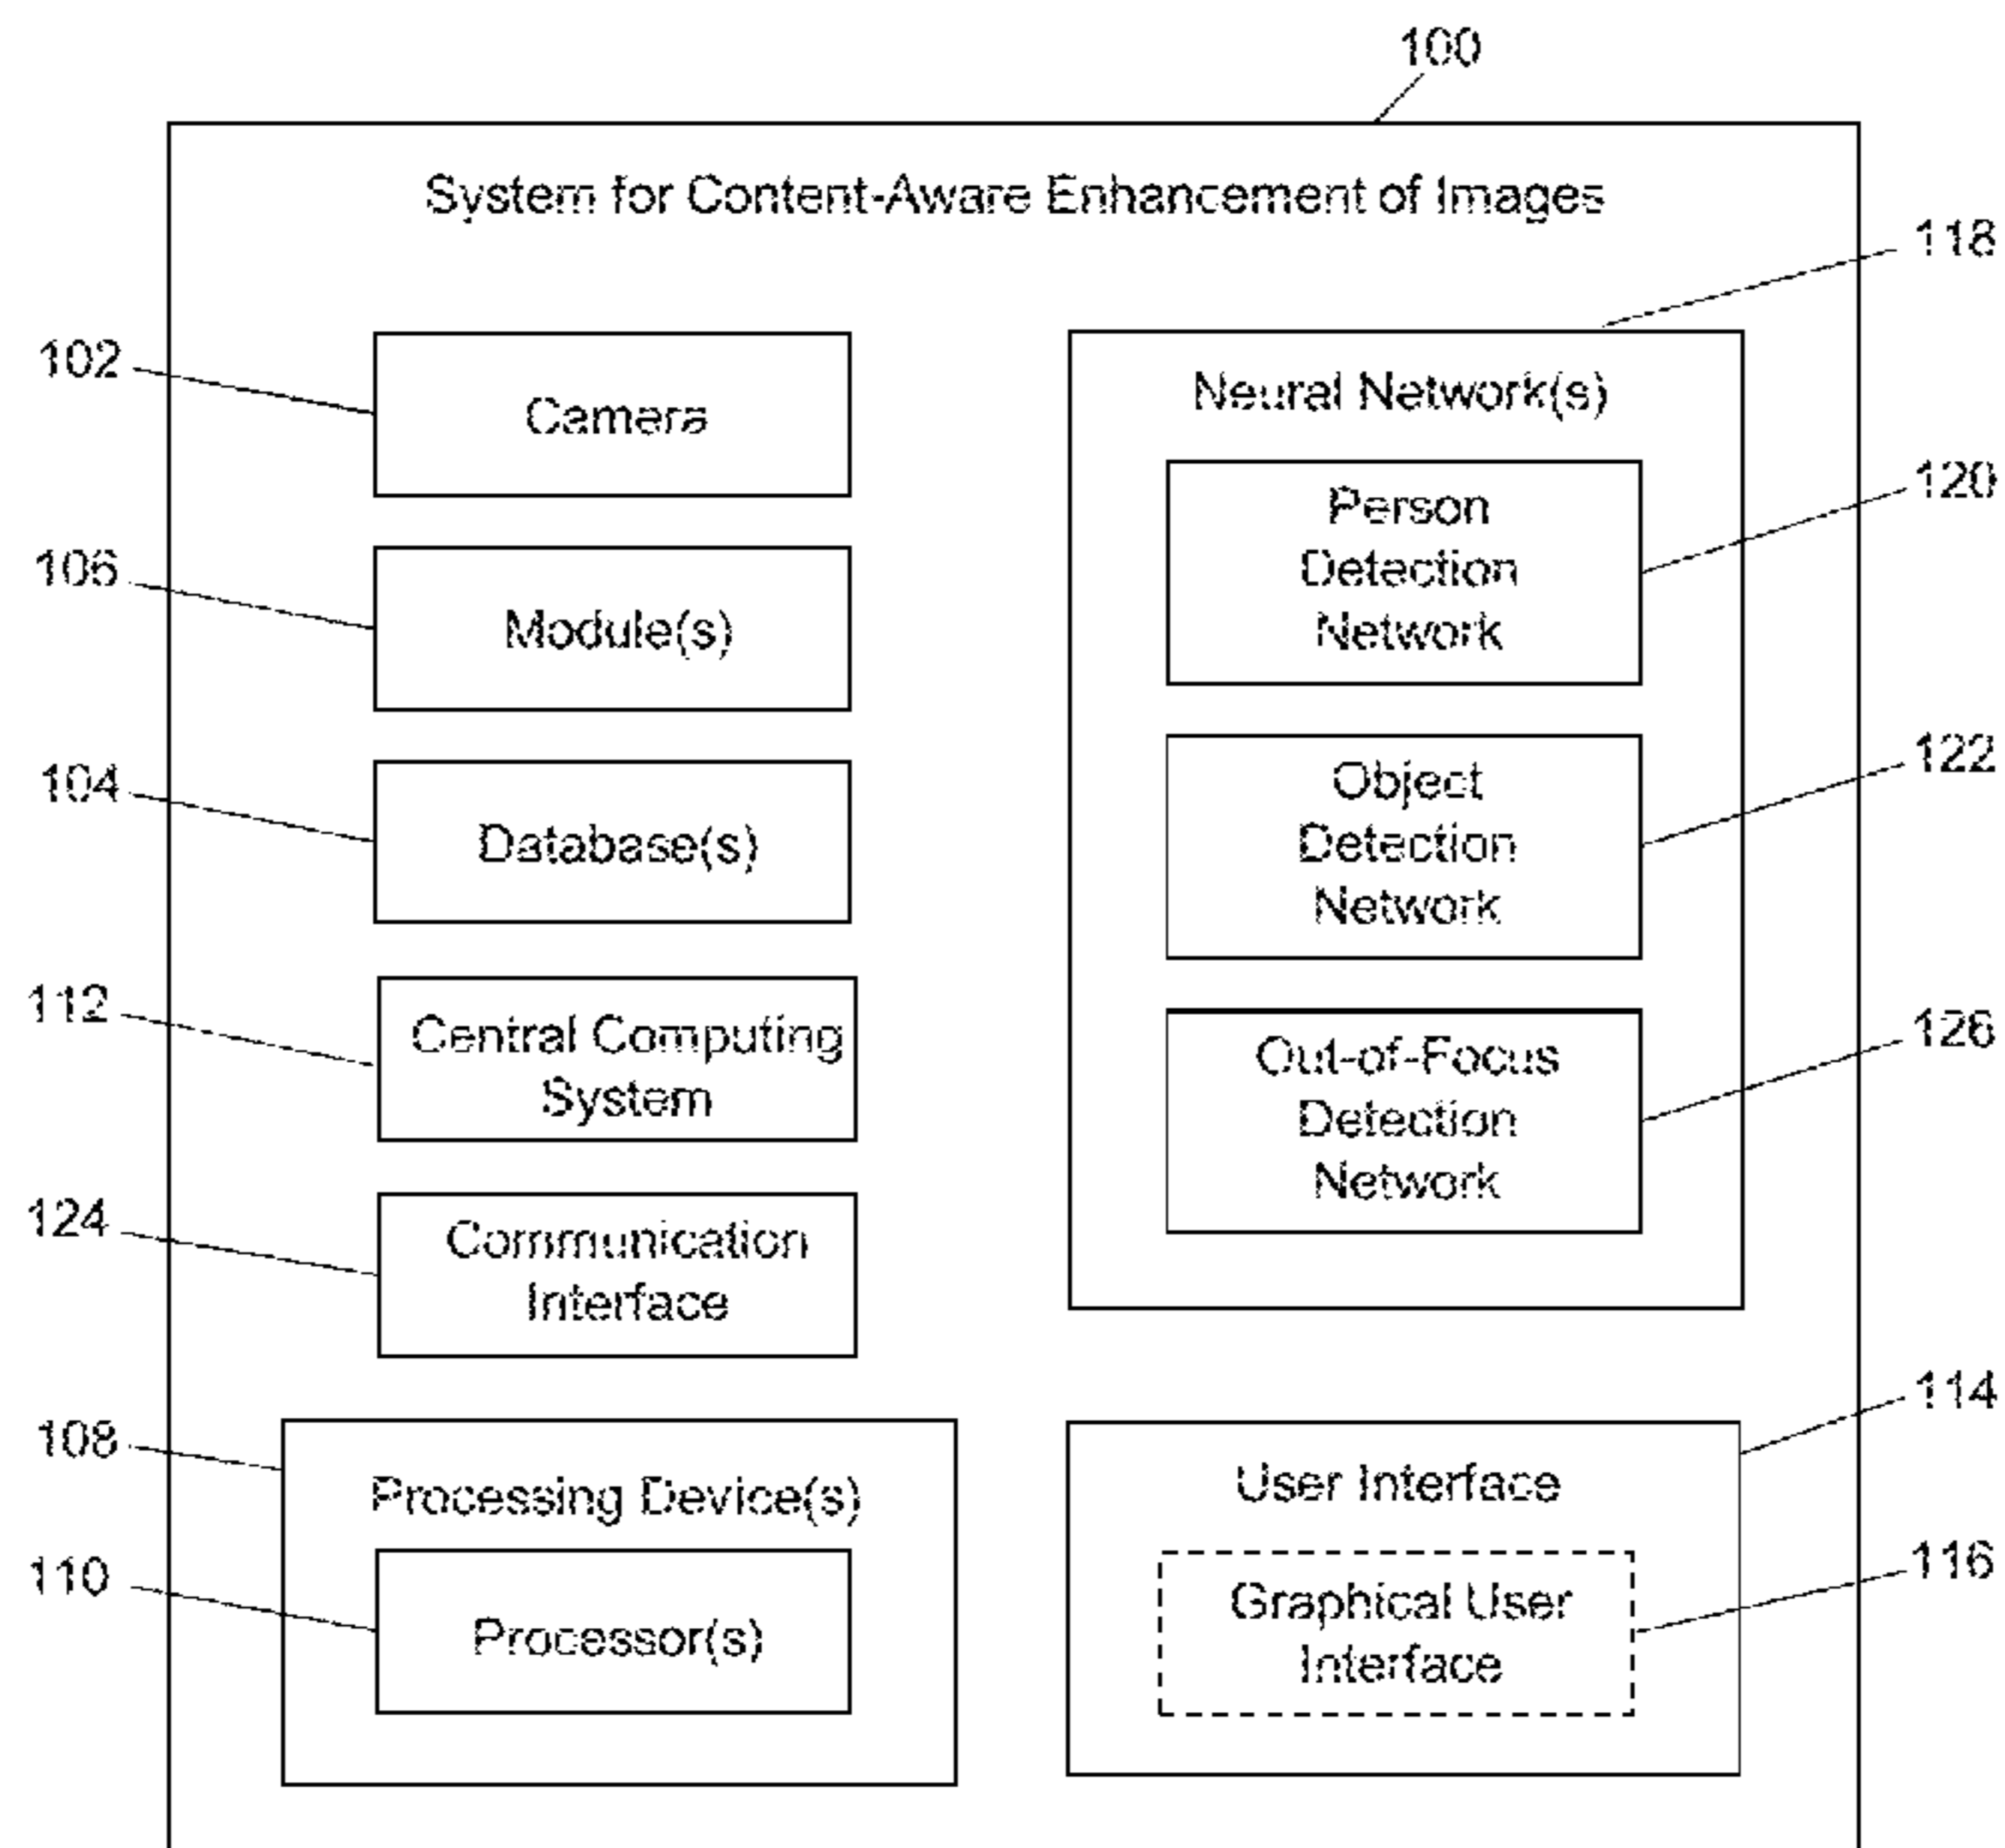 100
System for Content-Aware Enhancement of Images
118
102
Camera
Neural Network(s)
120
Person
Detection
Network
106
Module(s)
122
Object
Detection
Network
104
Database(s)
112
Central Computing
System
126
Out-of-Focus
Detection
Network
124
Communication
Interface
108
Processing Device(s)
110
Processor(s)
114
User Interface
116
Graphical User
Interface